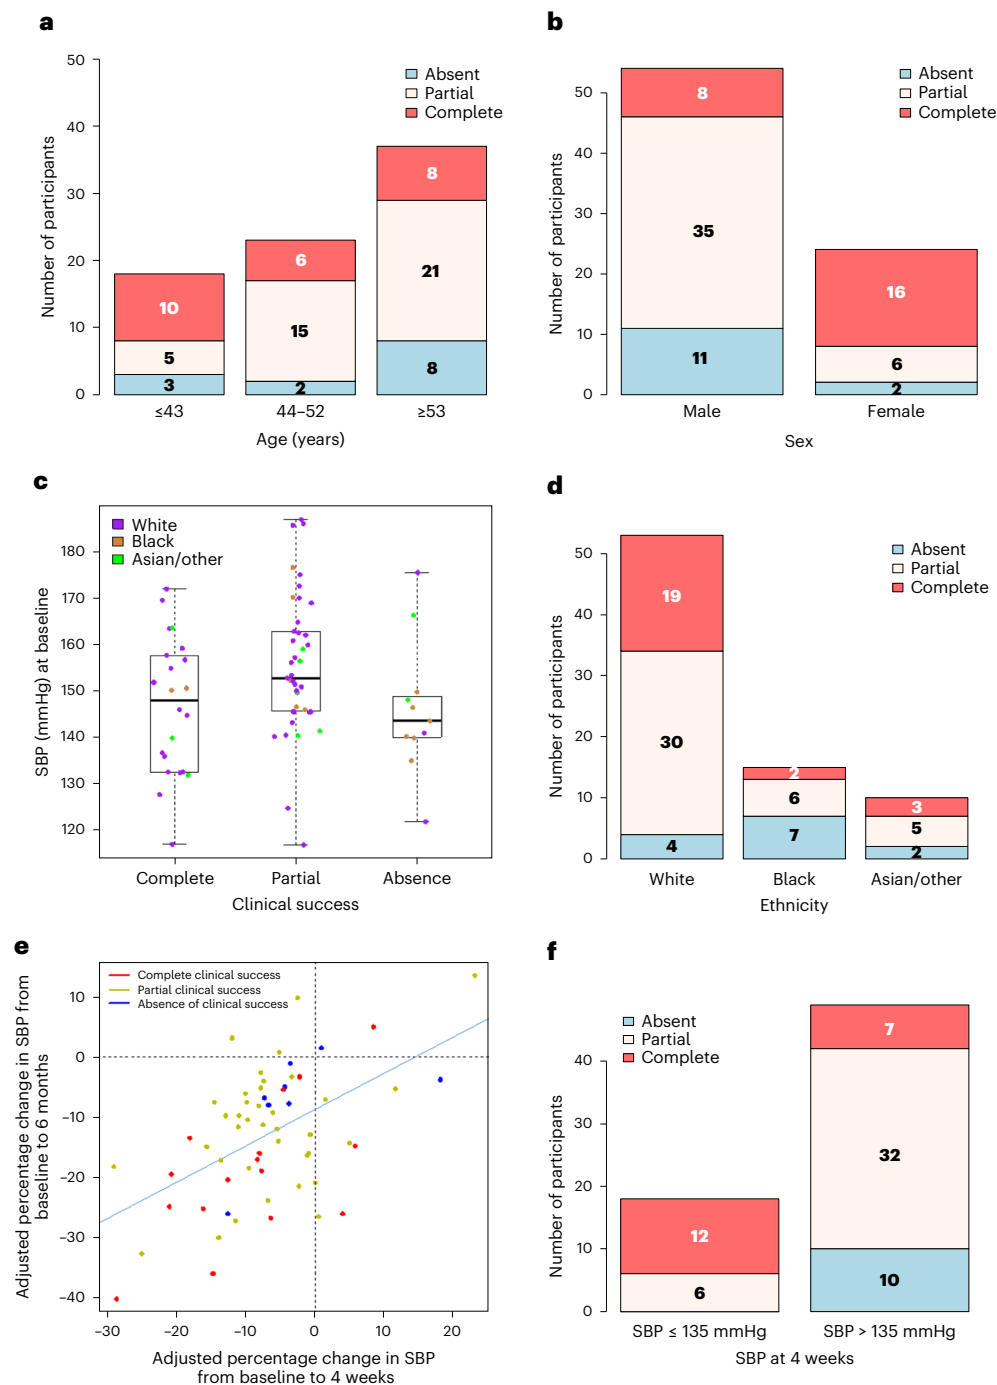 a
50
40
30
20
10
0
Number of participants
Absent
Partial
Complete
10
5
3
6
15
2
8
21
8
≤43
44–52
≥53
Age (years)
b
50
40
30
20
10
0
Number of participants
Absent
Partial
Complete
8
35
11
16
6
2
Male
Female
Sex
c
180
170
160
150
140
130
120
SBP (mmHg) at baseline
White
Black
Asian/other
Complete
Partial
Absence
Clinical success
d
50
40
30
20
10
0
Number of participants
Absent
Partial
Complete
19
30
4
2
6
7
3
5
2
White
Black
Asian/other
Ethnicity
e
Adjusted percentage change in SBP from
baseline to 6 months
10
0
–10
–20
–30
–40
Complete clinical success
Partial clinical success
Absence of clinical success
–30
–20
–10
0
10
20
Adjusted percentage change in SBP
from baseline to 4 weeks
f
Absent
Partial
Complete
40
30
20
10
0
Number of participants
12
6
7
32
10
SBP ≤ 135 mmHg
SBP > 135 mmHg
SBP at 4 weeks